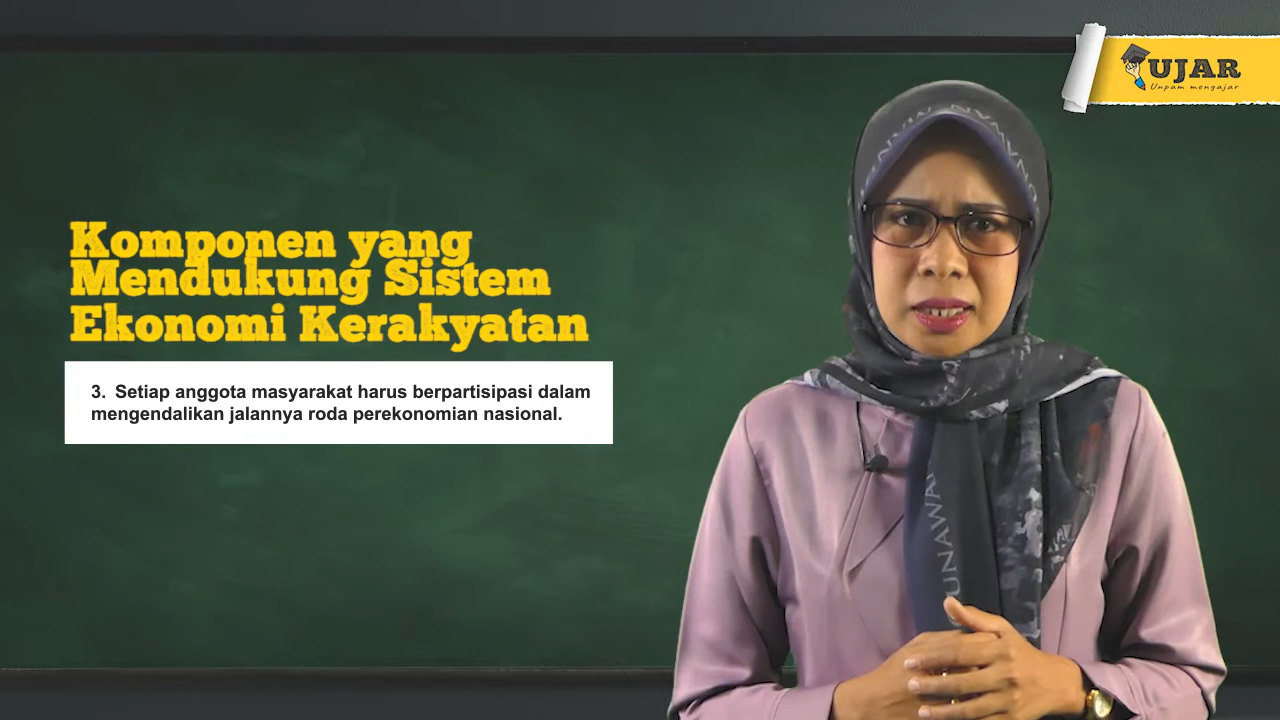 UJAR
Unpam mengajar
Komponen yang
Mendukung Sistem
Ekonomi Kerakyatan
3. Setiap anggota masyarakat harus berpartisipasi dalam
mengendalikan jalannya roda perekonomian nasional.